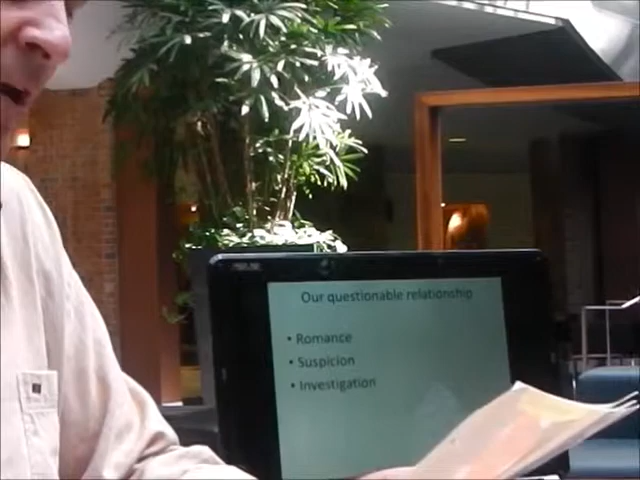 Our questionable relationship
• Romance
• Suspicion
• Investigation